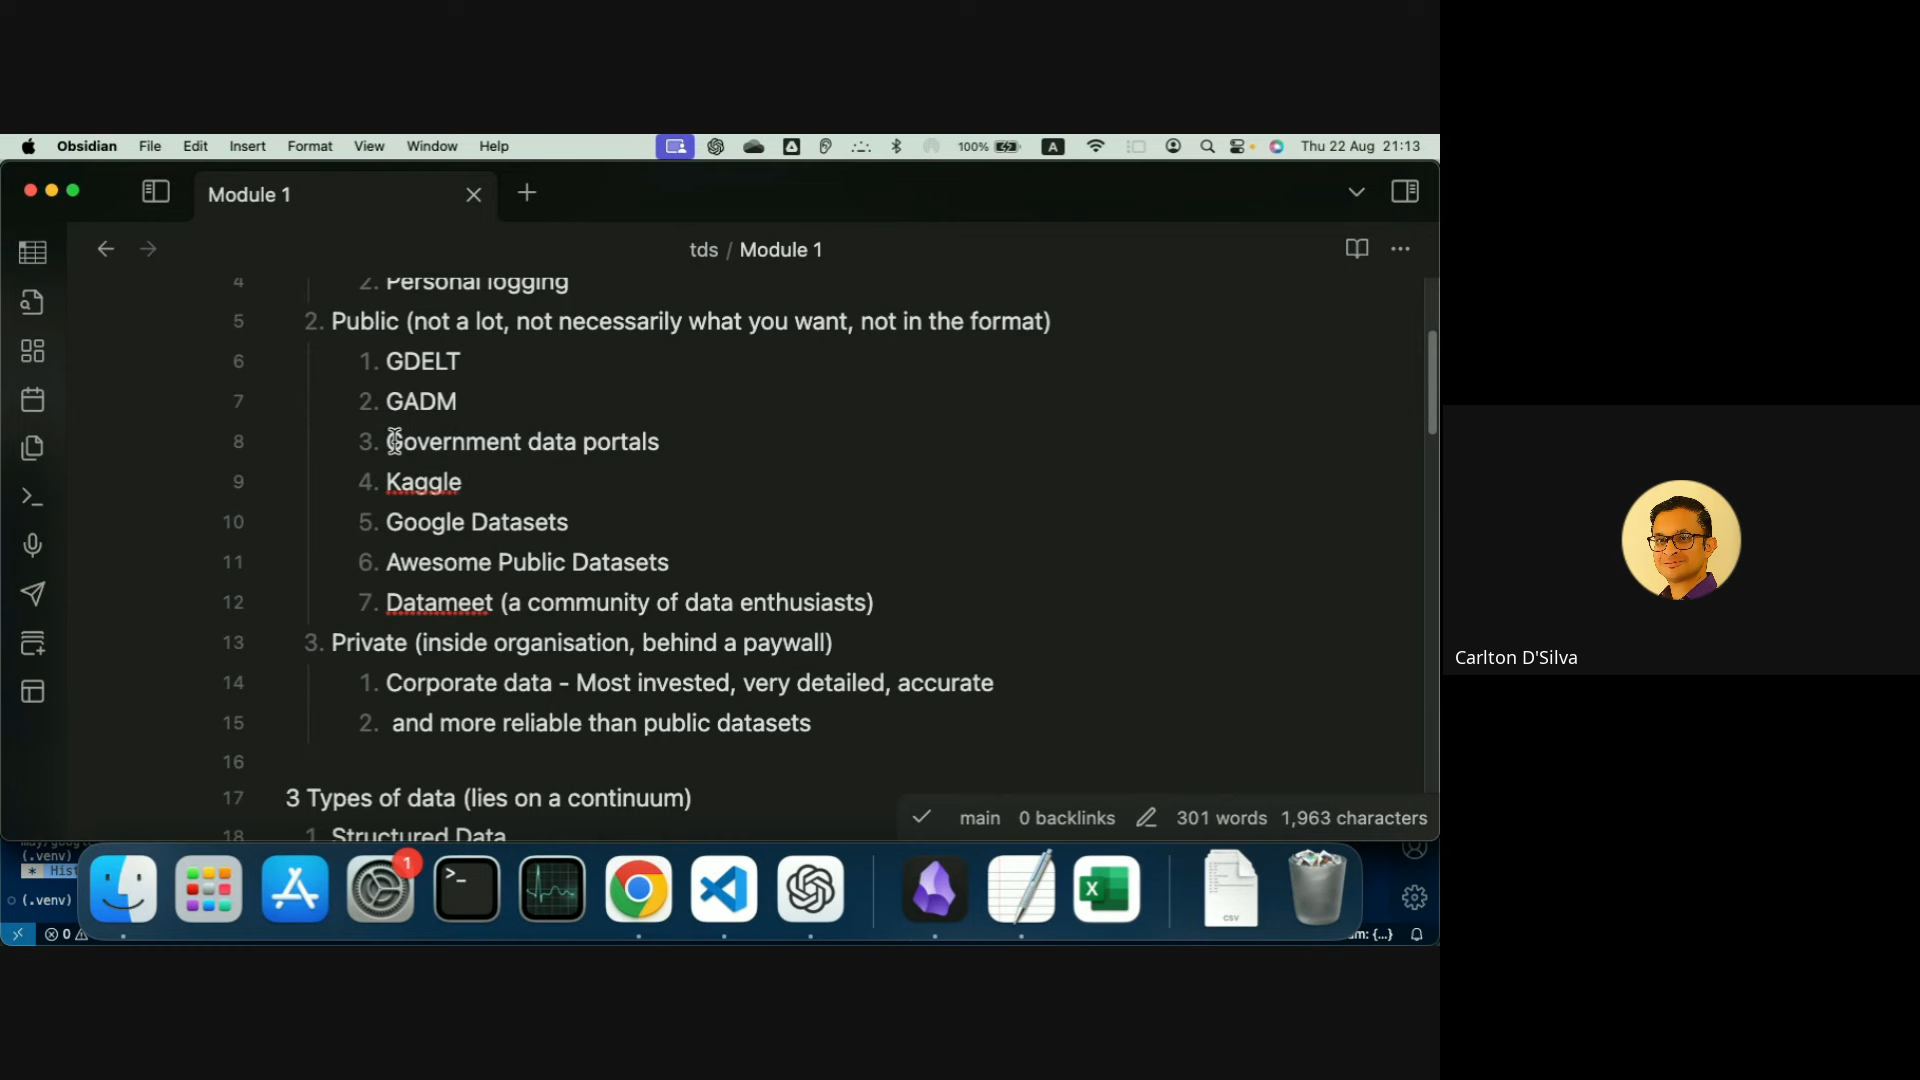 Obsidian File Edit Insert Format View Window Help 100% A Thu 22 Aug 21:13
Module 1
tds / Module 1
4 2. Personal logging
5 2. Public (not a lot, not necessarily what you want, not in the format)
6 1. GDELT
7 2. GADM
8 3. Government data portals
9 4. Kaggle
10 5. Google Datasets
11 6. Awesome Public Datasets
12 7. Datameet (a community of data enthusiasts)
13 3. Private (inside organisation, behind a paywall)
14 1. Corporate data - Most invested, very detailed, accurate
15 2. and more reliable than public datasets
16
17 3 Types of data (lies on a continuum)
18 1. Structured Data
main 0 backlinks 301 words 1,963 characters
Carlton D'Silva
(.venv)
* Hist
(.venv)
1
>_
X
CSV
0
{...}